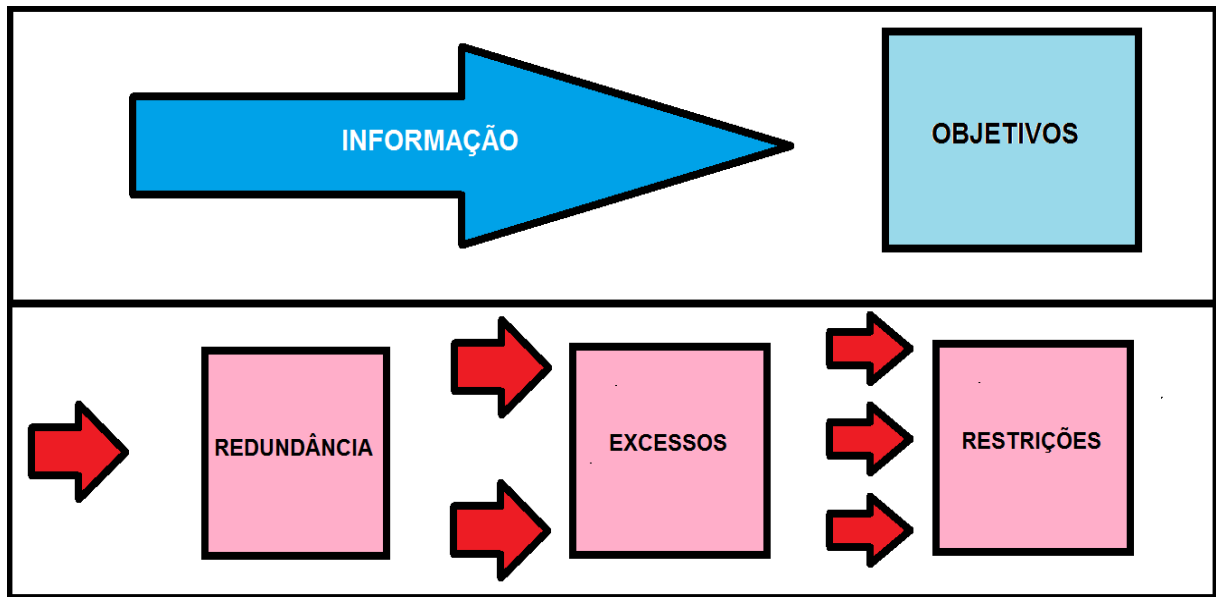 INFORMAÇÃO
OBJETIVOS
REDUNDÂNCIA
EXCESSOS
RESTRIÇÕES